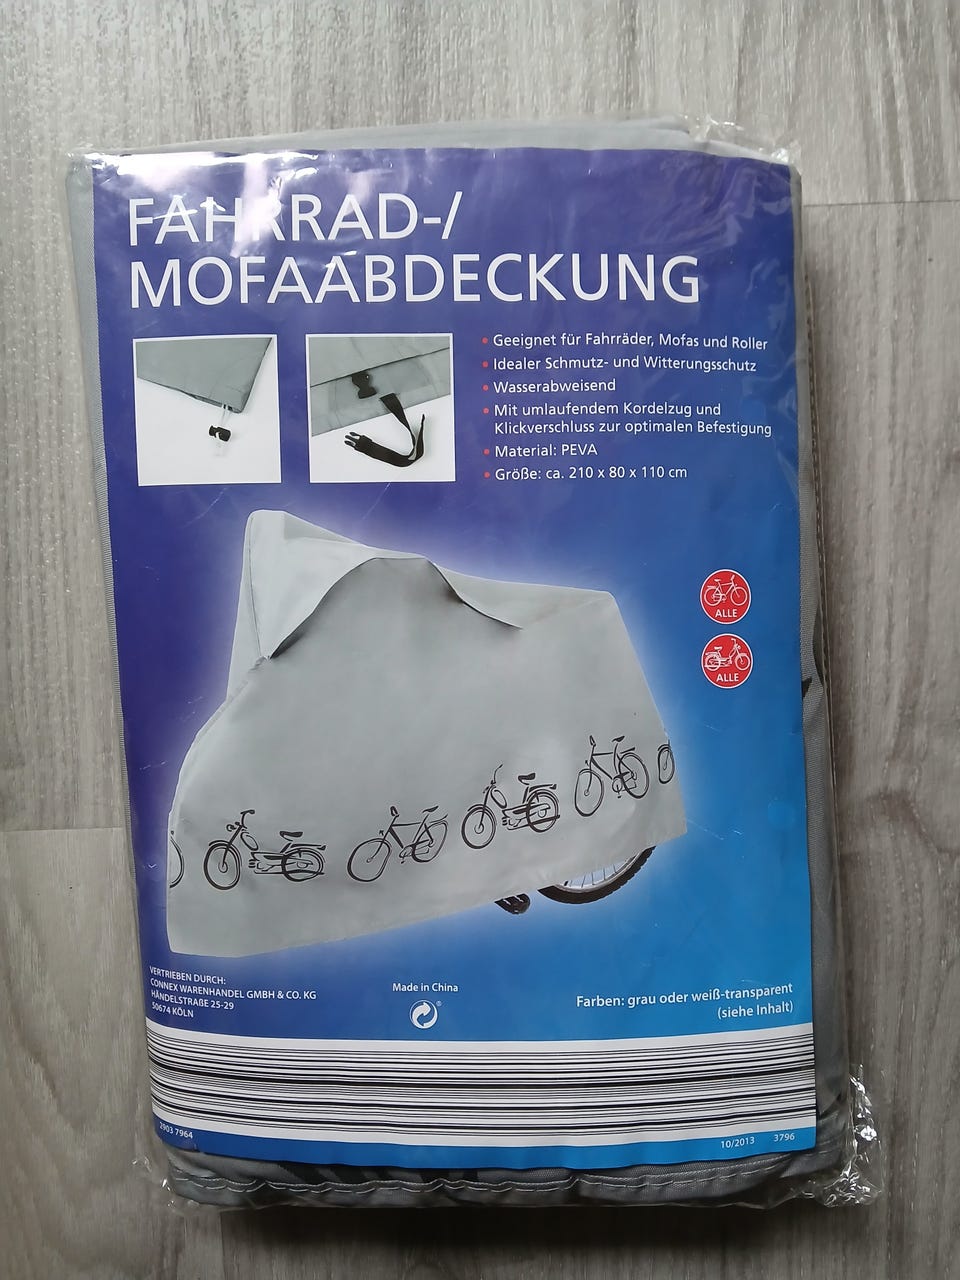 FAHRRAD-/
MOFAABDECKUNG
• Geeignet für Fahrräder, Mofas und Roller
• Idealer Schmutz- und Witterungsschutz
• Wasserabweisend
• Mit umlaufendem Kordelzug und
Klickverschluss zur optimalen Befestigung
• Material: PEVA
• Größe: ca. 210 x 80 x 110 cm
ALLE
ALLE
VERTRIEBEN DURCH:
CONNEX WARENHANDEL GMBH & CO. KG
HÄNDELSTRAßE 25-29
50674 KÖLN
Made in China
®
Farben: grau oder weiß-transparent
(siehe Inhalt)
2903 7964
10/2013 3796